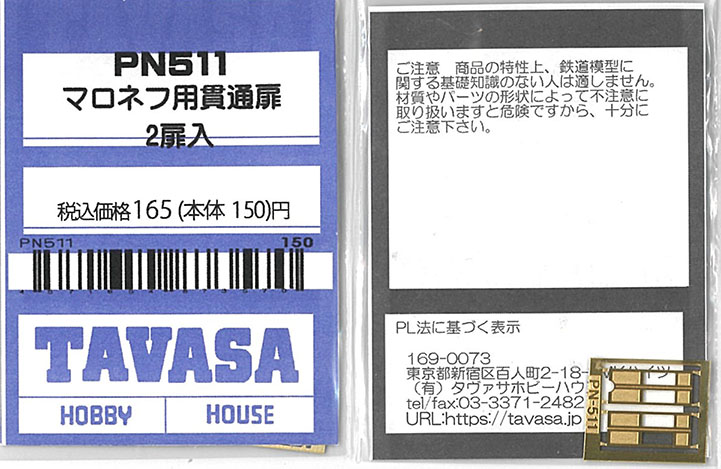 PN511
マロネフ用貫通扉
2扉入
税込価格165(本体 150)円
PN511
150
TAVASA
HOBBY
HOUSE
ご注意 商品の特性上、鉄道模型に
関する基礎知識のない人は適しません。
材質やパーツの形状によって不注意に
取り扱いますと危険ですから、十分に
ご注意下さい。
PL法に基づく表示
169-0073
東京都新宿区百人町2-18-
(有)タヴァサホビーハウ
tel/fax:03-3371-2482
URL:https://tavasa.jp
PN-511